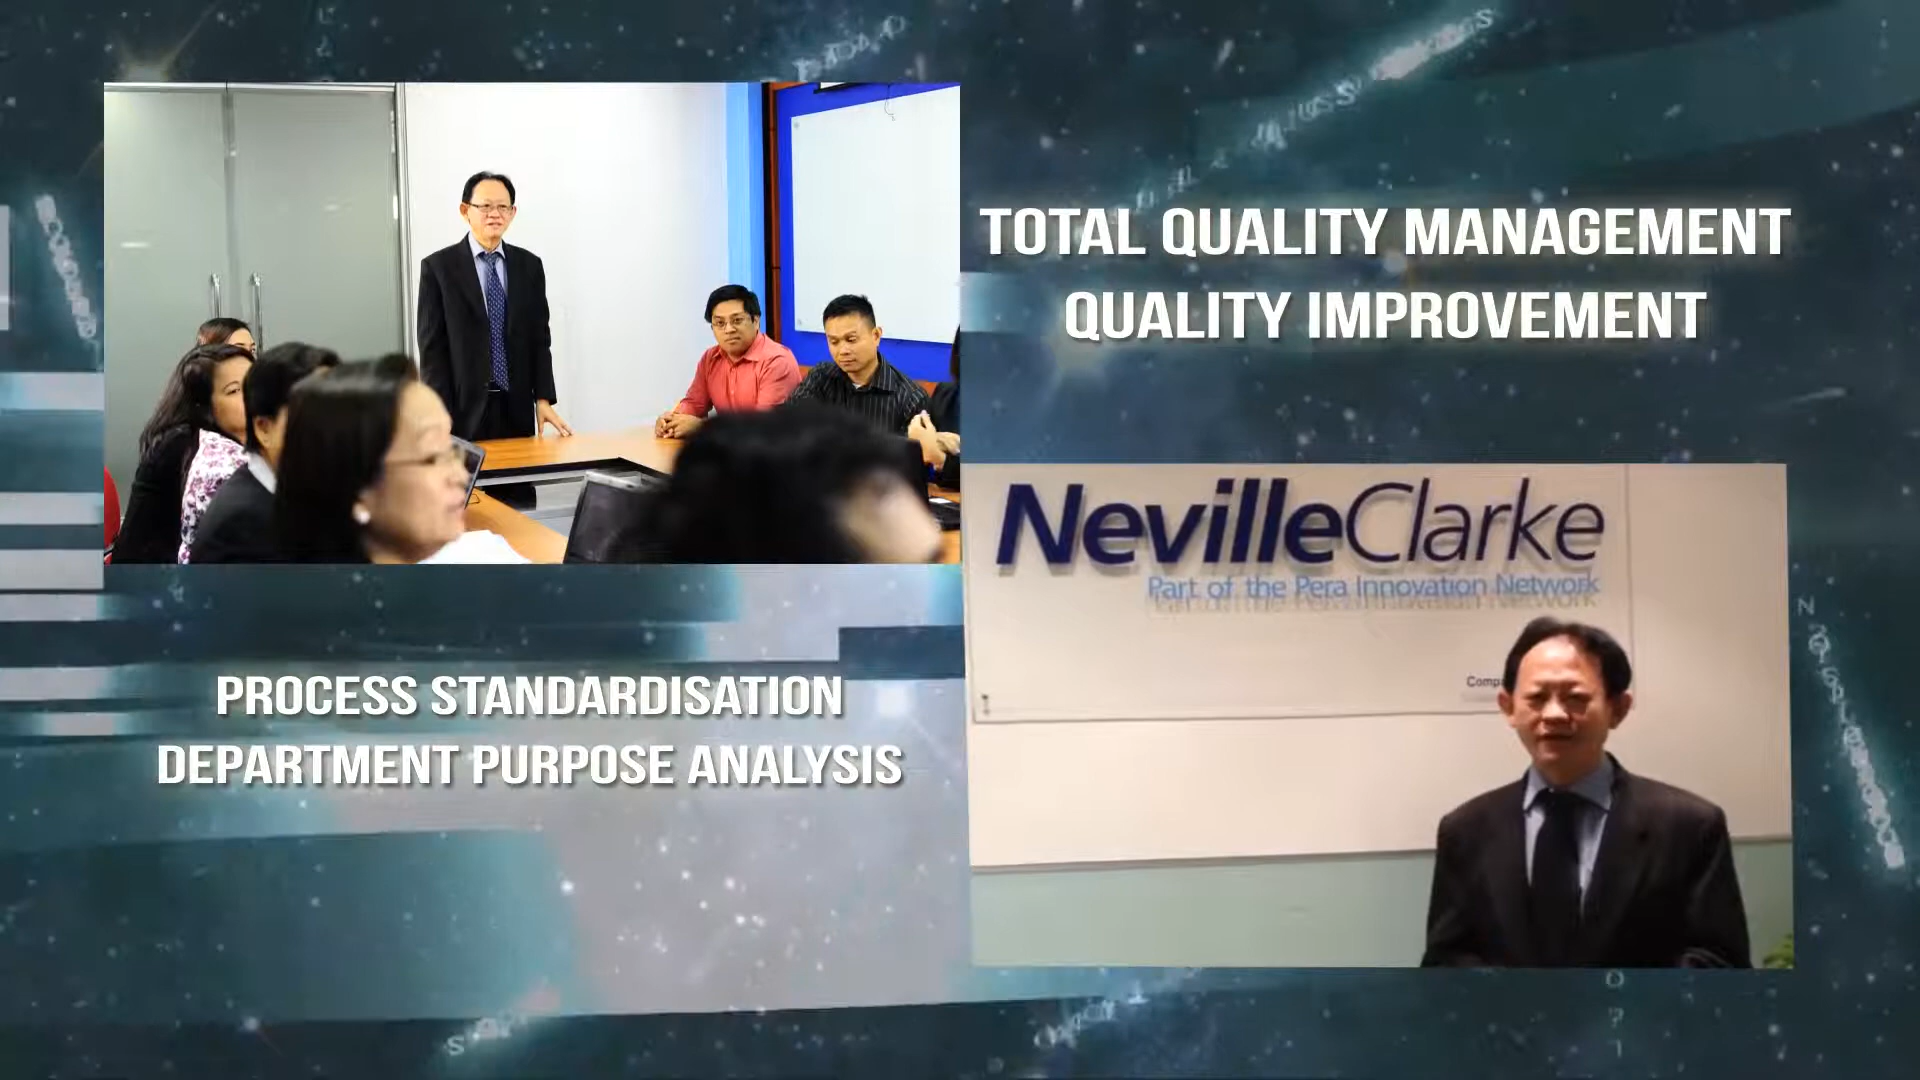 TOTAL QUALITY MANAGEMENT
QUALITY IMPROVEMENT
NevilleClarke
Part of the Pera Innovation Network
PROCESS STANDARDISATION
DEPARTMENT PURPOSE ANALYSIS